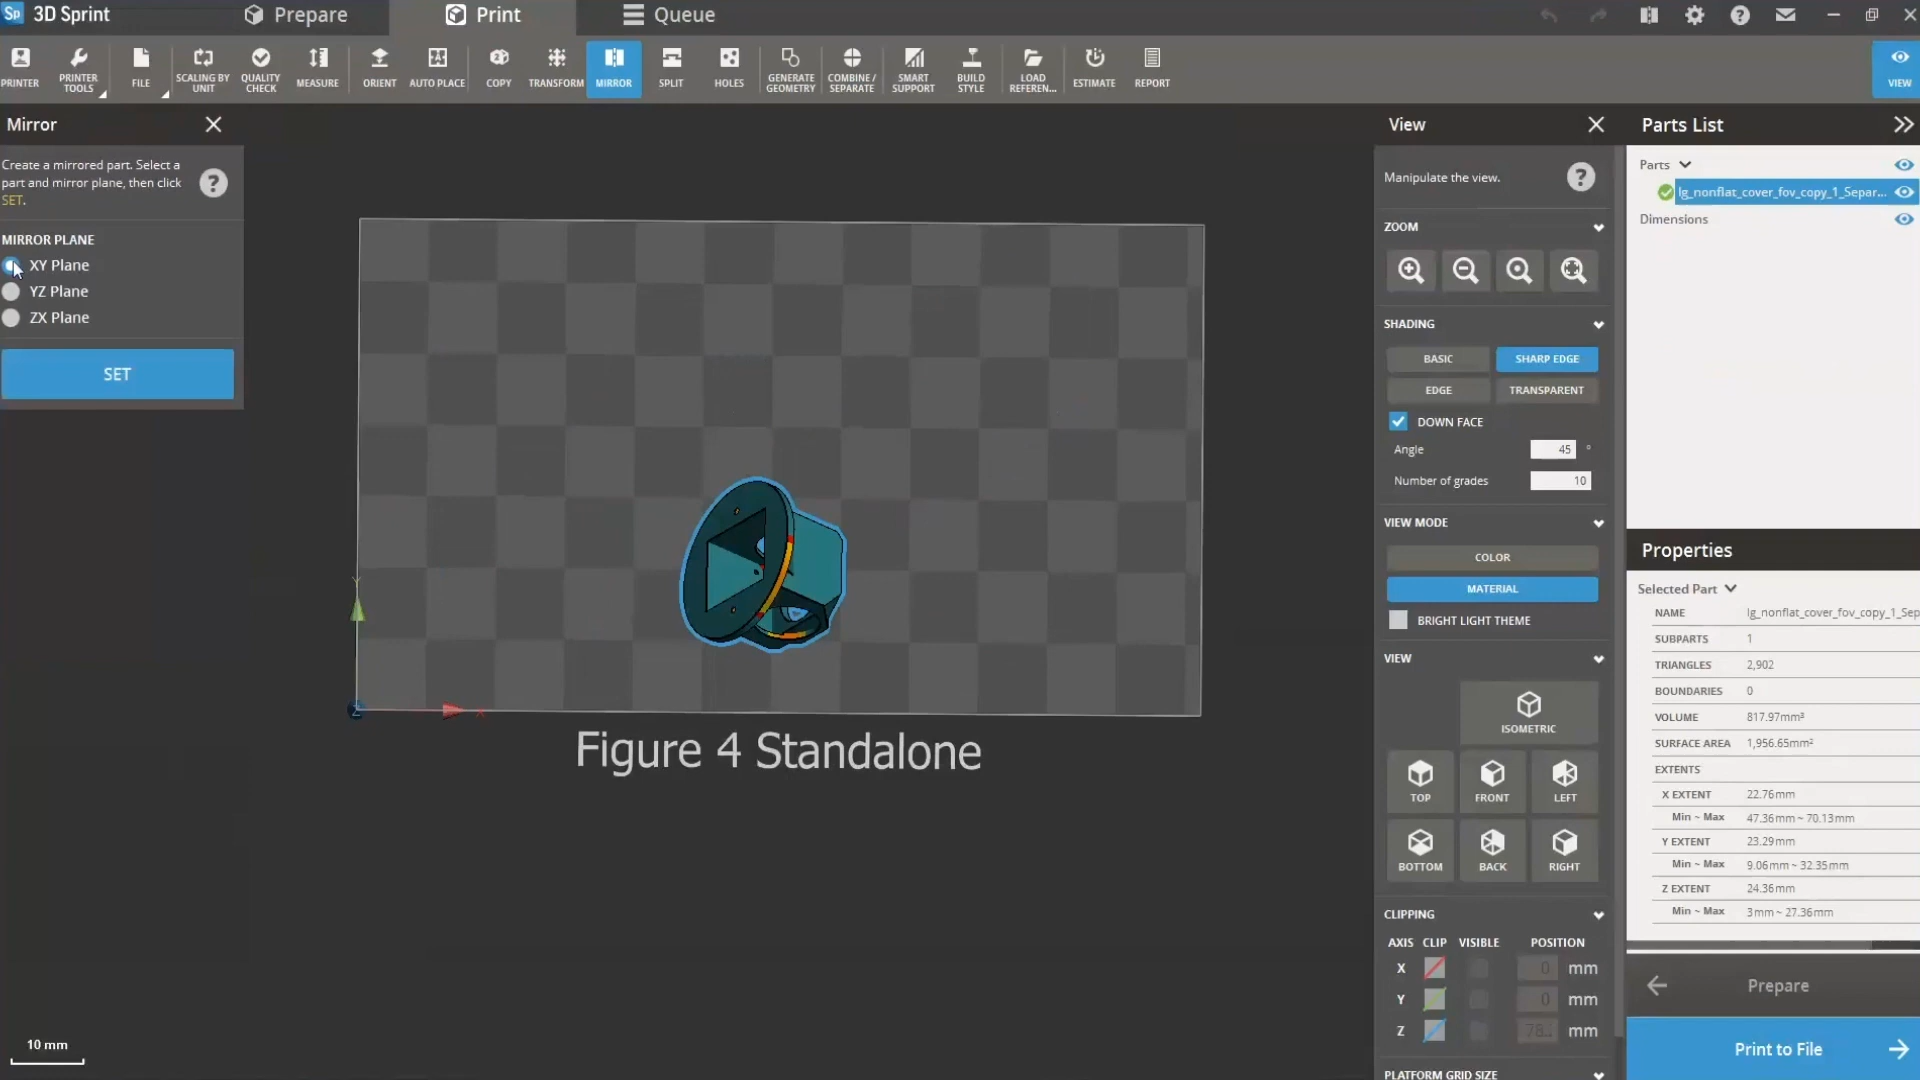 Sp 3D Sprint
Prepare
Print
Queue
PRINTER
PRINTER
TOOLS
FILE
SCALING BY
UNIT
QUALITY
CHECK
MEASURE
ORIENT
AUTO PLACE
COPY
TRANSFORM
MIRROR
SPLIT
HOLES
GENERATE
GEOMETRY
COMBINE /
SEPARATE
SMART
SUPPORT
BUILD
STYLE
LOAD
REFEREN...
ESTIMATE
REPORT
VIEW
Mirror
Create a mirrored part. Select a
part and mirror plane, then click
SET.
MIRROR PLANE
XY Plane
YZ Plane
ZX Plane
SET
Y
Z
X
Figure 4 Standalone
10 mm
View
Manipulate the view.
ZOOM
SHADING
BASIC
SHARP EDGE
EDGE
TRANSPARENT
DOWN FACE
Angle 45 °
Number of grades 10
VIEW MODE
COLOR
MATERIAL
BRIGHT LIGHT THEME
VIEW
ISOMETRIC
TOP
FRONT
LEFT
BOTTOM
BACK
RIGHT
CLIPPING
AXIS CLIP VISIBLE POSITION
X 0 mm
Y 0 mm
Z mm
PLATFORM GRID SIZE
Parts List
Parts
lg_nonflat_cover_fov_copy_1_Separ...
Dimensions
Properties
Selected Part
NAME lg_nonflat_cover_fov_copy_1_Sep
SUBPARTS 1
TRIANGLES 2,902
BOUNDARIES 0
VOLUME 817.97mm³
SURFACE AREA 1,956.65mm²
EXTENTS
X EXTENT 22.76mm
Min ~ Max 47.36mm ~ 70.13mm
Y EXTENT 23.29mm
Min ~ Max 9.06mm ~ 32.35mm
Z EXTENT 24.36mm
Min ~ Max 3mm ~ 27.36mm
Prepare
Print to File